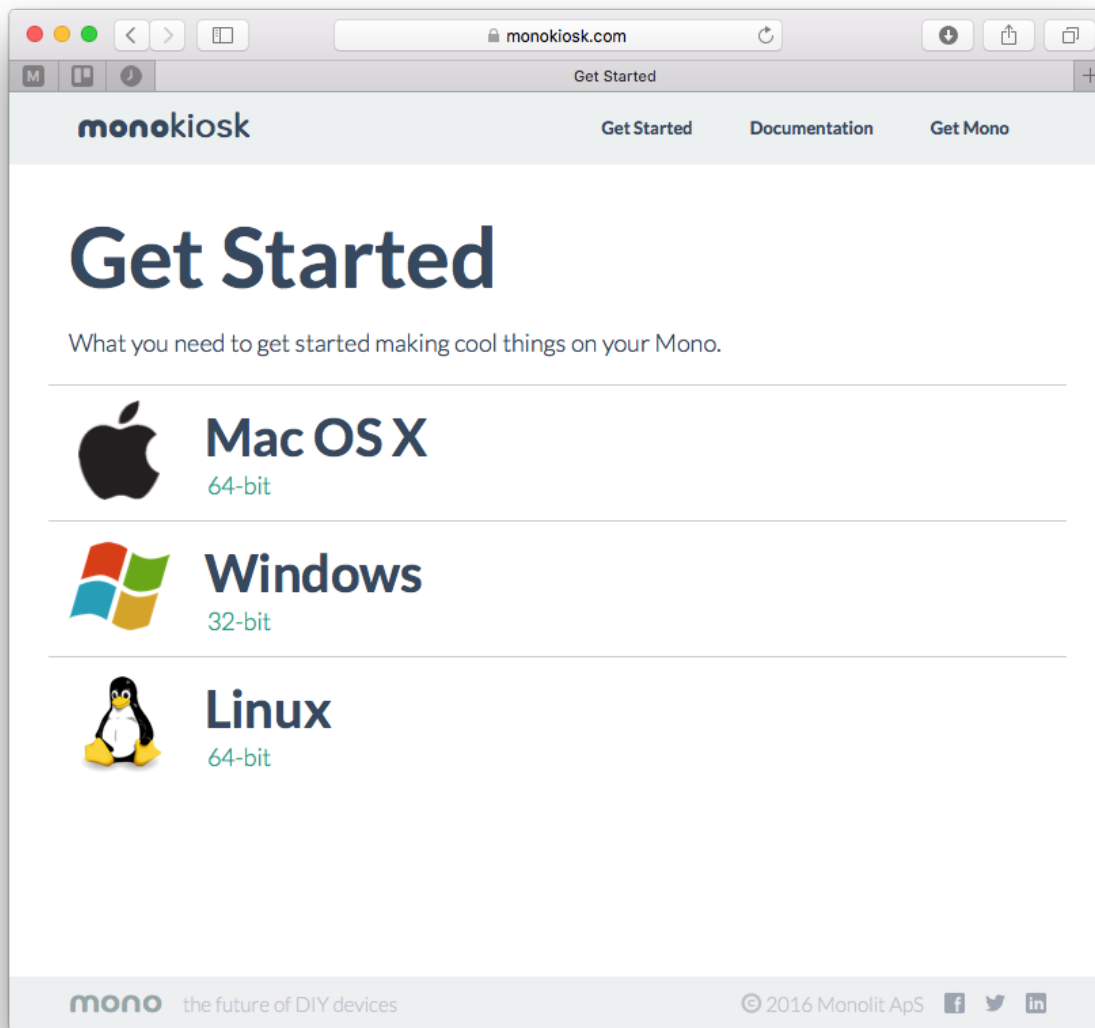 monokiosk.com
M
Get Started
monokiosk
Get Started Documentation Get Mono
Get Started
What you need to get started making cool things on your Mono.
Mac OS X
64-bit
Windows
32-bit
Linux
64-bit
mono the future of DIY devices © 2016 Monolit ApS f in